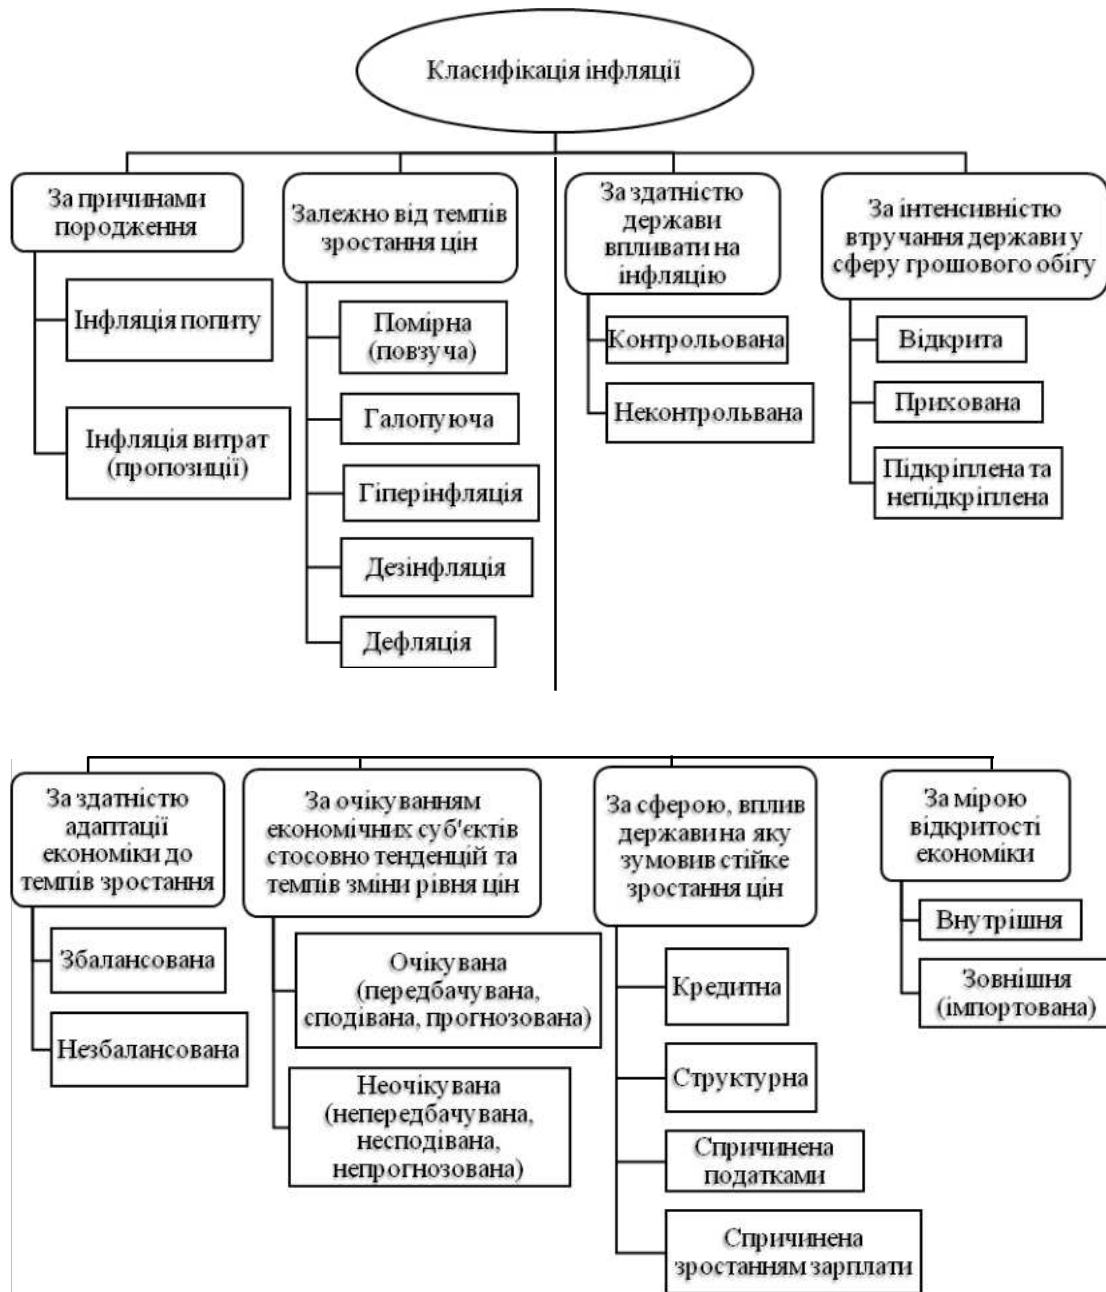 Класифікація інфляції
За причинами
породження
Інфляція попиту
Інфляція витрат
(пропозиції)
Залежно від темпів
зростання цін
Помірна
(повзуча)
Галопуюча
Гіперінфляція
Дезінфляція
Дефляція
За здатністю
держави
впливати на
інфляцію
Контрольована
Неконтрольвана
За інтенсивністю
втручання держави у
сферу грошового обігу
Відкрита
Прихована
Підкріплена та
непідкріплена
За здатністю
адаптації
економіки до
темпів зростання
Збалансована
Незбалансована
За очікуванням
економічних суб'єктів
стосовно тенденцій та
темпів зміни рівня цін
Очікувана
(передбачувана,
сподівана, прогнозована)
Неочікувана
(непередбачувана,
несподівана,
непрогнозована)
За сферою, вплив
держави на яку
зумовив стійке
зростання цін
Кредитна
Структурна
Спричинена
податками
Спричинена
зростанням зарплати
За мірою
відкритості
економіки
Внутрішня
Зовнішня
(імпортована)